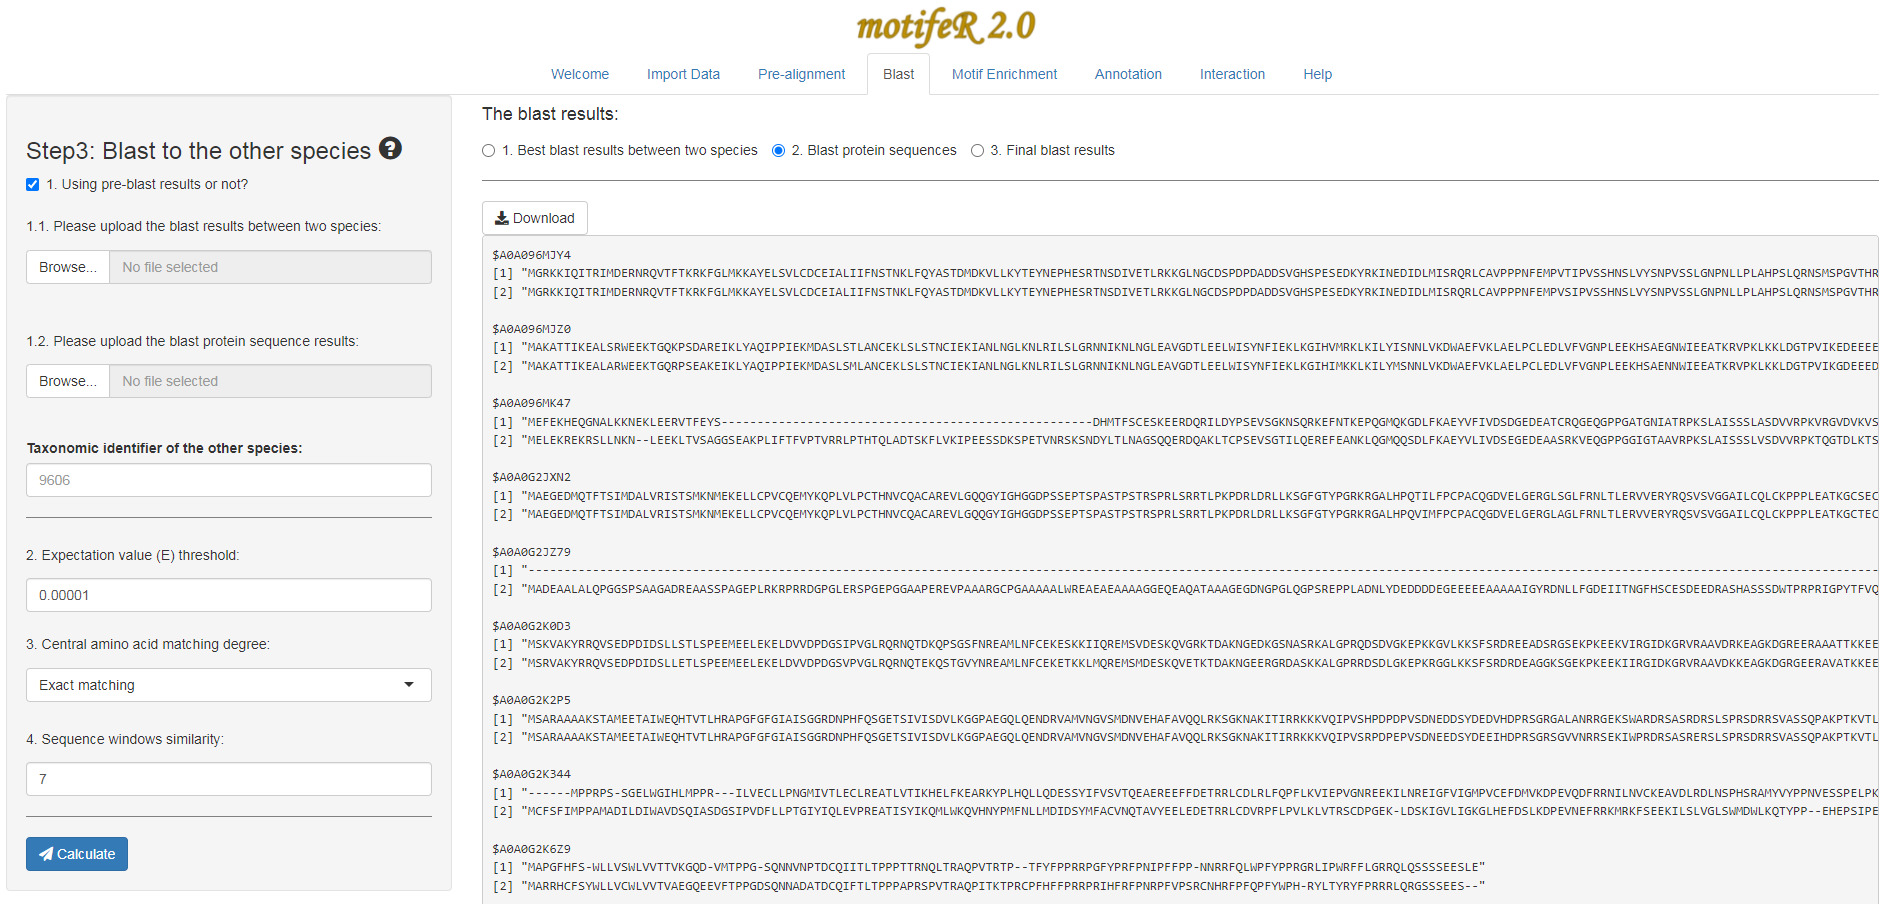 motifeR 2.0
Welcome Import Data Pre-alignment Blast Motif Enrichment Annotation Interaction Help
Step3: Blast to the other species ?
1. Using pre-blast results or not?
1.1. Please upload the blast results between two species:
Browse... No file selected
1.2. Please upload the blast protein sequence results:
Browse... No file selected
Taxonomic identifier of the other species:
9606
2. Expectation value (E) threshold:
0.00001
3. Central amino acid matching degree:
Exact matching
4. Sequence windows similarity:
7
Calculate
The blast results:
1. Best blast results between two species 2. Blast protein sequences 3. Final blast results
Download
$A0A096MJY4
[1] "MGRKKIQITRIMDERNRQVTFTKRKFGLMKKAYELSVLCDCEIALIIFNSTNKLFQYASTDMDKVLLKYTEYNEPHESRTNSDIVETLRKKGLNGCDSPDPDADDSVGHSPESEDKYRKINEDIDLMISRQRLCAVPPPNFEMPVTIPVSSHNSLVYSNPVSSLGNPNLLPLAHPSLQRNSMSPGVTHR
[2] "MGRKKIQITRIMDERNRQVTFTKRKFGLMKKAYELSVLCDCEIALIIFNSTNKLFQYASTDMDKVLLKYTEYNEPHESRTNSDIVETLRKKGLNGCDSPDPDADDSVGHSPESEDKYRKINEDIDLMISRQRLCAVPPPNFEMPVSIPVSSHNSLVYSNPVSSLGNPNLLPLAHPSLQRNSMSPGVTHR
$A0A096MJZ0
[1] "MAKATTIKEALSRWEEKTGQKPSDAREIKLYAQIPPIEKMDASLSTLANCEKLSLSTNCIEKIANLNGLKNLRILSLGRNNIKNLNGLEAVGDTLEELWISYNFIEKLKGIHVMRKLKILYISNNLVKDWAEFVKLAELPCLEDLVFVGNPLEEKHSAEGNWIEEATKRVPKLKKLDGTPVIKEDEEEE
[2] "MAKATTIKEALARWEEKTGQRPSEAKEIKLYAQIPPIEKMDASLSMLANCEKLSLSTNCIEKIANLNGLKNLRILSLGRNNIKNLNGLEAVGDTLEELWISYNFIEKLKGIHIMKKLKILYMSNNLVKDWAEFVKLAELPCLEDLVFVGNPLEEKHSAENNWIEEATKRVPKLKKLDGTPVIKGDEEED
$A0A096MK47
[1] "MEFEKHEQGNALKKNEKLEERVTFEYS----------------------------------------------------DHMTFSCESKEERDQRILDYPSEVSGKNSQRKEFNTKEPQGMQKGDLFKAEYVFIVDSDGEDEATCRQGEQGPPGATGNIATRPKSLAISSSLASDVVRPKVRGVDVKVS
[2] "MELEKREKRSLLNKN--LEEKLTVSAGGSEAKPLIFTFVPTVRRLPTHTQLADTSKFLVKIPEESSDKSPETVNRSKSNDYLTLNAGSQQERDQAKLTCPSEVSGTILQEREFEANKLQGMQQSDLFKAEYVLIVDSEGEDEAASRKVEQGPPGGIGTAAVRPKSLAISSSLVSDVVRPKTQGTDLKTS
$A0A0G2JXN2
[1] "MAEGEDMQTFTSIMDALVRISTSMKNMEKELLCPVCQEMYKQPLVLPCTHNVCQACAREVLGQQGYIGHGGDPSSEPTSPASTPSTRSPRLSRRTLPKPDRLDRLLKSGFGTYPGRKRGALHPQTILFPCPACQGDVELGERGLSGLFRNLTLERVVERYRQSVSVGGAILCQLCKPPPLEATKGCSEC
[2] "MAEGEDMQTFTSIMDALVRISTSMKNMEKELLCPVCQEMYKQPLVLPCTHNVCQACAREVLGQQGYIGHGGDPSSEPTSPASTPSTRSPRLSRRTLPKPDRLDRLLKSGFGTYPGRKRGALHPQVIMFPCPACQGDVELGERGLAGLFRNLTLERVVERYRQSVSVGGAILCQLCKPPPLEATKGCTEC
$A0A0G2JZ79
[1] "---------------------------------------------------------------------------------------------------------------------------------------------------------------------------------------------
[2] "MADEAALALQPGGSPSAAGADREAASSPAGEPLRKRPRRDGPGLERSPGEPGGAAPEREVPAAARGCPGAAAAALWREAEAEAAAAGGEQEAQATAAAGEGDNGPGLQGPSREPPLADNLYDEDDDDEGEEEEEAAAAAIGYRDNLLFGDEIITNGFHSCESDEEDRASHASSSDWTPRPRIGPYTFVQ
$A0A0G2K0D3
[1] "MSKVAKYRRQVSEDPDIDSLLSTLSPEEMEELEKELDVVDPDGSIPVGLRQRNQTDKQPSGSFNREAMLNFCEKESKKIIQREMSVDESKQVGRKTDAKNGEDKGSNASRKALGPRQDSDVGKEPKKGVLKKSFSRDREEADSRGSEKPKEEKVIRGIDKGRVRAAVDRKEAGKDGREERAAATTKKEE
[2] "MSRVAKYRRQVSEDPDIDSLLETLSPEEMEELEKELDVVDPDGSVPVGLRQRNQTEKQSTGVYNREAMLNFCEKETKKLMQREMSMDESKQVETKTDAKNGEERGRDASKKALGPRRDSDLGKEPKRGGLKKSFSRDRDEAGGKSGEKPKEEKIIRGIDKGRVRAAVDKKEAGKDGRGEERAVATKKEE
$A0A0G2K2P5
[1] "MSARAAAAKSTAMEETAIWEQHTVTLHRAPGFGFGIAISGGRDNPHFQSGETSIVISDVLKGGPAEGQLQENDRVAMVNGVSMDNVEHAFAVQQLRKSGKNAKITIRRKKKVQIPVSHPDPDPVSDNEDDSYDEDVHDPRSGRGALANRRGEKSWARDRSASRDRSLSPRSDRRSVASSQPAKPTKVTL
[2] "MSARAAAAKSTAMEETAIWEQHTVTLHRAPGFGFGIAISGGRDNPHFQSGETSIVISDVLKGGPAEGQLQENDRVAMVNGVSMDNVEHAFAVQQLRKSGKNAKITIRRKKKVQIPVSRPDPEPVSDNEEDSYDEEIHDPRSGRSGVVNRRSEKIWPRDRSASRERSLSPRSDRRSVASSQPAKPTKVTL
$A0A0G2K344
[1] "------MPPRPS-SGELWGIHLMPPR---ILVECLLPNGMIVTLECLREATLVTIKHELFKEARKYPLHQLLQDESSYIFVSVTQEAEREEFFDETRRLCDLRLFQPFLKVIEPVGNREEKILNREIGFVIGMPVCEFDMVKDPEVQDFRRNILNVCKEAVDLRDLNSPHSRAMYVYPPNVESSPELPK
[2] "MCFSFIMPPAMADILDIWAVDSQIASDGSIPVDFLLPTGIYIQLEVPREATISYIKQMLWKQVHNYPMFNLLMDIDSYMFACVNQTAVYEELEDETRRLCDVRPFLPVLKLVTRSCDPGEK-LDSKIGVLIGKGLHEFDSLKDPEVNEFRRKMRKFSEEKILSLVGLSWMDWLKQTYPP--EHEPSIPE
$A0A0G2K6Z9
[1] "MAPGFHFS-WLLVSWLVVTTVKGQD-VMTPPG-SQNNVNPTDCQIITLTPPPTTRNQLTRAQPVTRTP--TFYFPPRRPGFYPRFPNIPFFPP-NNRRFQLWPFYPPRGRLIPWRFFLGRRQLQSSSSEESLE"
[2] "MARRHCFSYWLLVCWLVVTVAEGQEEVFTPPGDSQNNADATDCQIFTLTPPPAPRSPVTRAQPITKTPRCPFHFFPRRPRIHFRFPNRPFVPSRCNHRFPFQPFYWPH-RYLTYRYFPRRRLQRGSSSEES--"